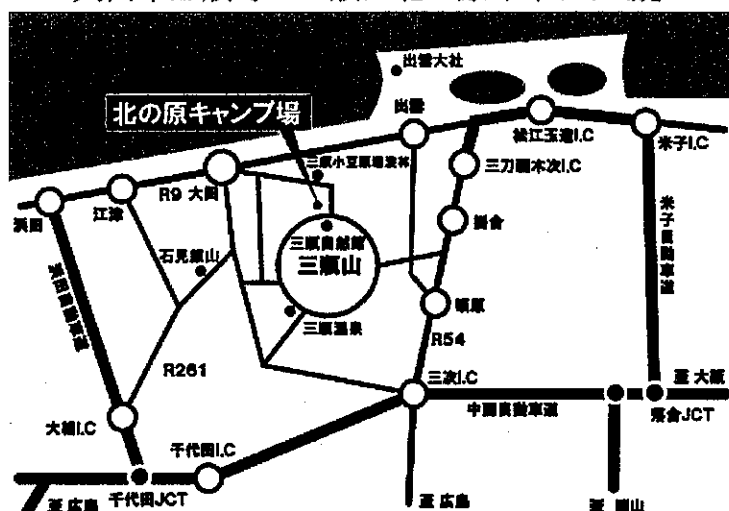 出雲大社
北の原キャンプ場
出雲
松江玉造I.C
米子I.C
三瓶小豆原埋没林
三刀屋木次I.C
浜田
江津
R9
大田
掛合
石見銀山
三瓶自然館
三瓶山
米子自動車道
浜田自動車道
三瓶温泉
頓原
R54
R261
三次I.C
至 大阪
大朝I.C
中国自動車道
落合JCT
千代田I.C
至 広島
千代田JCT
至 広島
至 岡山